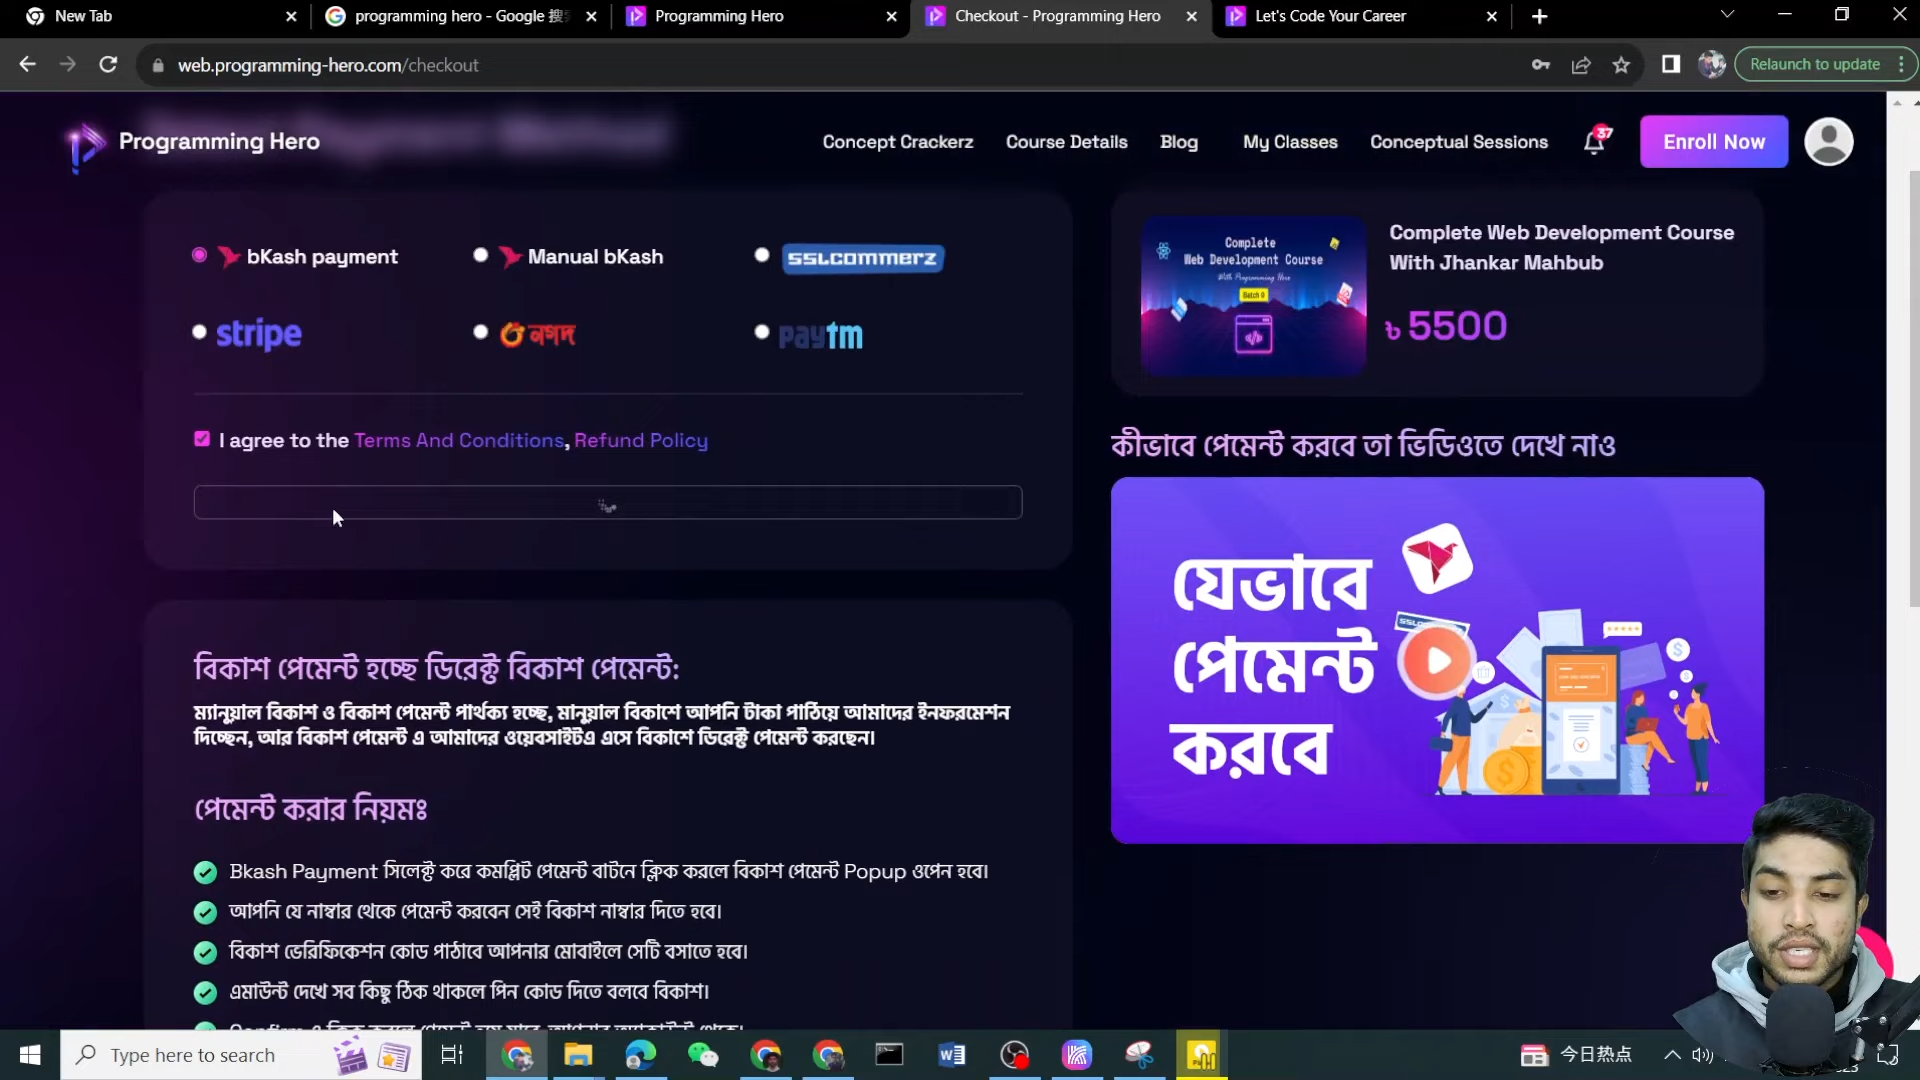 New Tab
programming hero - Google 搜
Programming Hero
Checkout - Programming Hero
Let's Code Your Career
web.programming-hero.com/checkout
Relaunch to update
Programming Hero
Concept Crackerz
Course Details
Blog
My Classes
Conceptual Sessions
37
Enroll Now
bKash payment
Manual bKash
SSLCOMMERZ
stripe
নগদ
paytm
I agree to the Terms And Conditions, Refund Policy
Complete
Web Development Course
With Programming Hero
Complete Web Development Course
With Jhankar Mahbub
৳ 5500
কীভাবে পেমেন্ট করবে তা ভিডিওতে দেখে নাও
যেভাবে
পেমেন্ট
করবে
বিকাশ পেমেন্ট হচ্ছে ডিরেক্ট বিকাশ পেমেন্ট:
ম্যানুয়াল বিকাশ ও বিকাশ পেমেন্ট পার্থক্য হচ্ছে, মানুয়াল বিকাশে আপনি টাকা পাঠিয়ে আমাদের ইনফরমেশন
দিচ্ছেন, আর বিকাশ পেমেন্ট এ আমাদের ওয়েবসাইটএ এসে বিকাশে ডিরেক্ট পেমেন্ট করছেন।
পেমেন্ট করার নিয়মঃ
Bkash Payment সিলেক্ট করে কমপ্লিট পেমেন্ট বাটনে ক্লিক করলে বিকাশ পেমেন্ট Popup ওপেন হবে।
আপনি যে নাম্বার থেকে পেমেন্ট করবেন সেই বিকাশ নাম্বার দিতে হবে।
বিকাশ ভেরিফিকেশন কোড পাঠাবে আপনার মোবাইলে সেটি বসাতে হবে।
এমাউন্ট দেখে সব কিছু ঠিক থাকলে পিন কোড দিতে বলবে বিকাশ।
Type here to search
今日热点